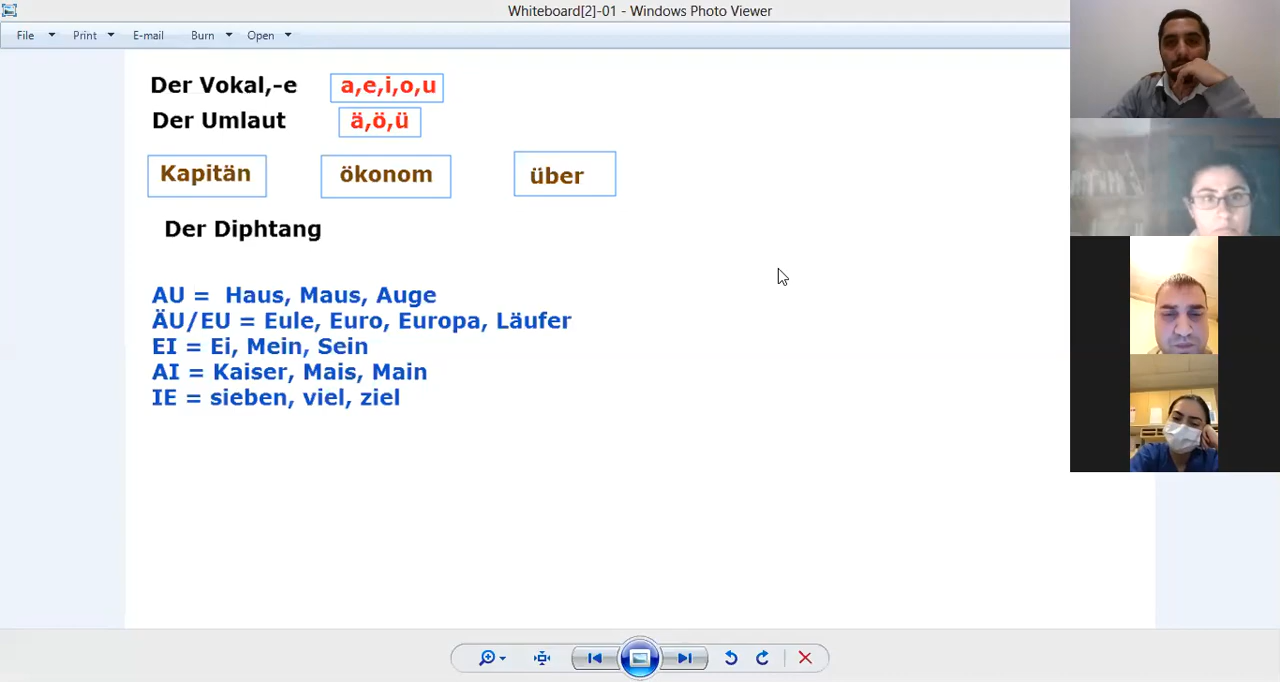 Whiteboard[2]-01 - Windows Photo Viewer
File Print E-mail Burn Open
Der Vokal,-e a,e,i,o,u
Der Umlaut ä,ö,ü
Kapitän ökonom über
Der Diphtang
AU = Haus, Maus, Auge
ÄU/EU = Eule, Euro, Europa, Läufer
EI = Ei, Mein, Sein
AI = Kaiser, Mais, Main
IE = sieben, viel, ziel